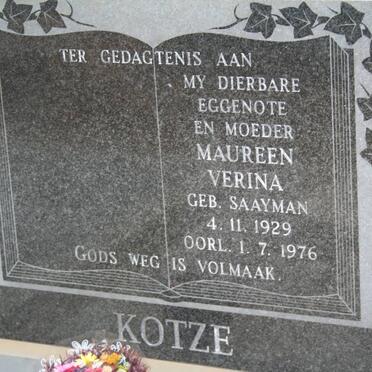 TER GEDAGTENIS AAN
MY DIERBARE
EGGENOTE
EN MOEDER
MAUREEN
VERINA
GEB. SAAYMAN
4. 11. 1929
OORL. 1. 7. 1976
GODS WEG IS VOLMAAK.
KOTZE